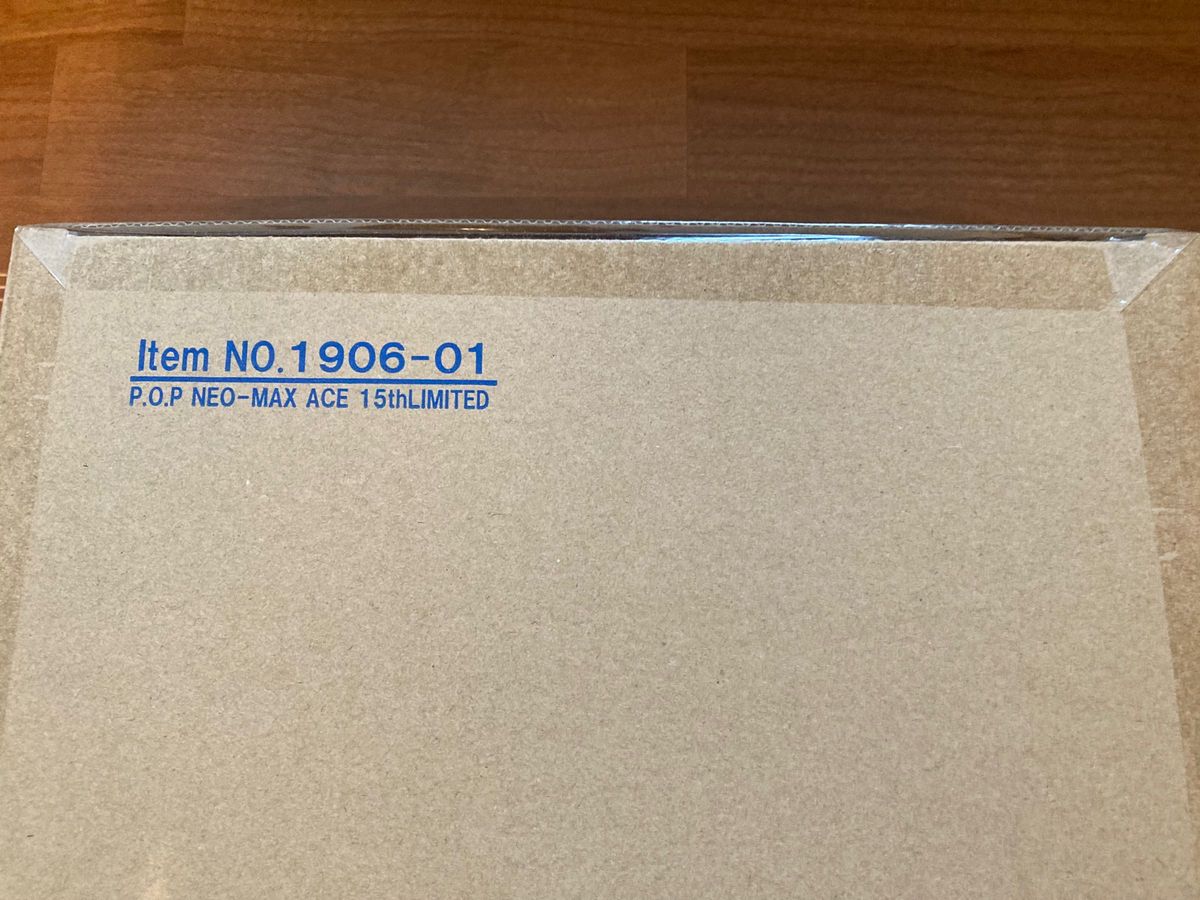 Item NO.1906-01
P.O.P NEO-MAX ACE 15thLIMITED